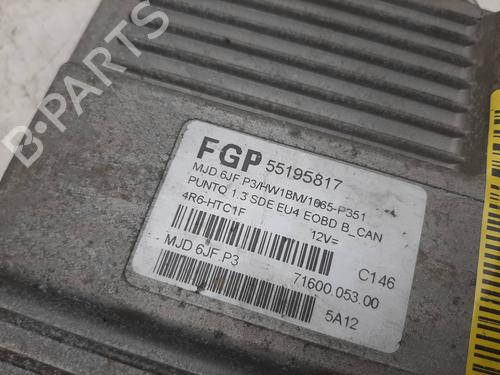 FGP 55195817
MJD 6JF.P3/HW1BM/1065-P351
PUNTO 1.3 SDE EU4 EOBD B_CAN
4R6-HTC1F
12V=
MJD 6JF.P3
C146
71600.053.00
5A12
B-Parts